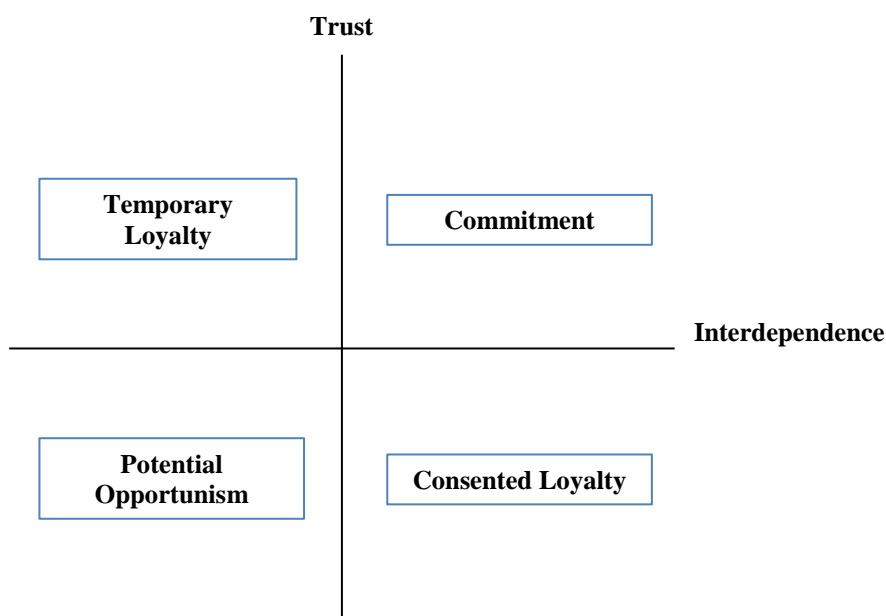 Trust
Temporary
Loyalty
Commitment
Interdependence
Potential
Opportunism
Consented Loyalty